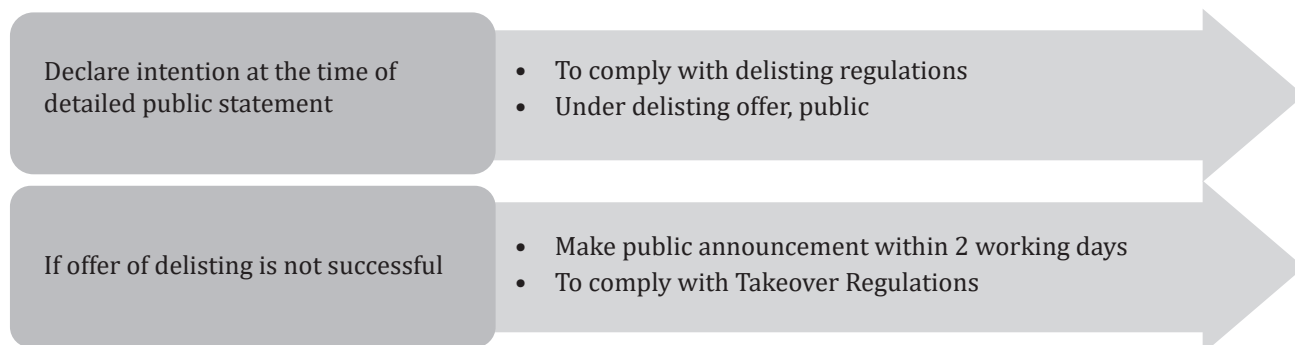 Declare intention at the time of
detailed public statement
• To comply with delisting regulations
• Under delisting offer, public
If offer of delisting is not successful
• Make public announcement within 2 working days
• To comply with Takeover Regulations